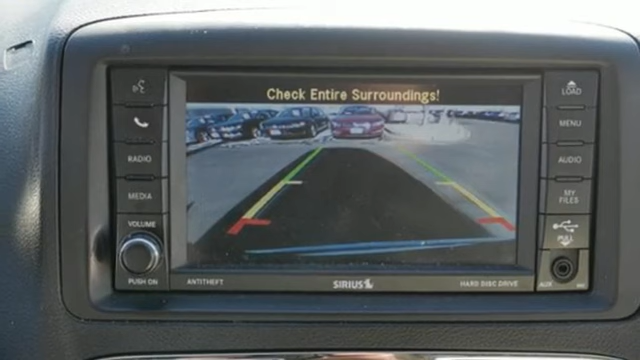 Check Entire Surroundings!
RADIO
MEDIA
VOLUME
PUSH ON
LOAD
MENU
AUDIO
MY
FILES
PULL
AUX
ANTITHEFT
SIRIUS
HARD DISC DRIVE